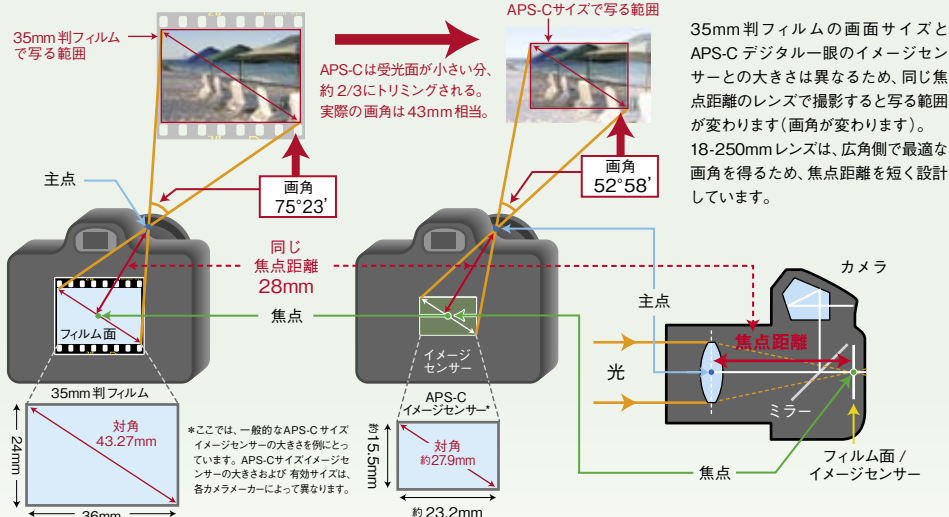 35mm判フィルム
で写る範囲
APS-Cは受光面が小さい分、
約2/3にトリミングされる。
実際の画角は43mm相当。
APS-Cサイズで写る範囲
35mm判フィルムの画面サイズと
APS-C デジタル一眼のイメージセン
サーとの大きさは異なるため、同じ焦
点距離のレンズで撮影すると写る範囲
が変わります(画角が変わります)。
18-250mmレンズは、広角側で最適な
画角を得るため、焦点距離を短く設計
しています。
主点
画角
75°23'
画角
52°58'
同じ
焦点距離
28mm
焦点
フィルム面
イメージ
センサー
主点
カメラ
焦点距離
光
ミラー
フィルム面 /
イメージセンサー
焦点
35mm判フィルム
対角
43.27mm
24mm
36mm
*ここでは、一般的なAPS-Cサイズ
イメージセンサーの大きさを例にとっ
ています。APS-Cサイズイメージセ
ンサーの大きさおよび 有効サイズは、
各カメラメーカーによって異なります。
APS-C
イメージセンサー*
対角
約27.9mm
約15.5mm
約23.2mm